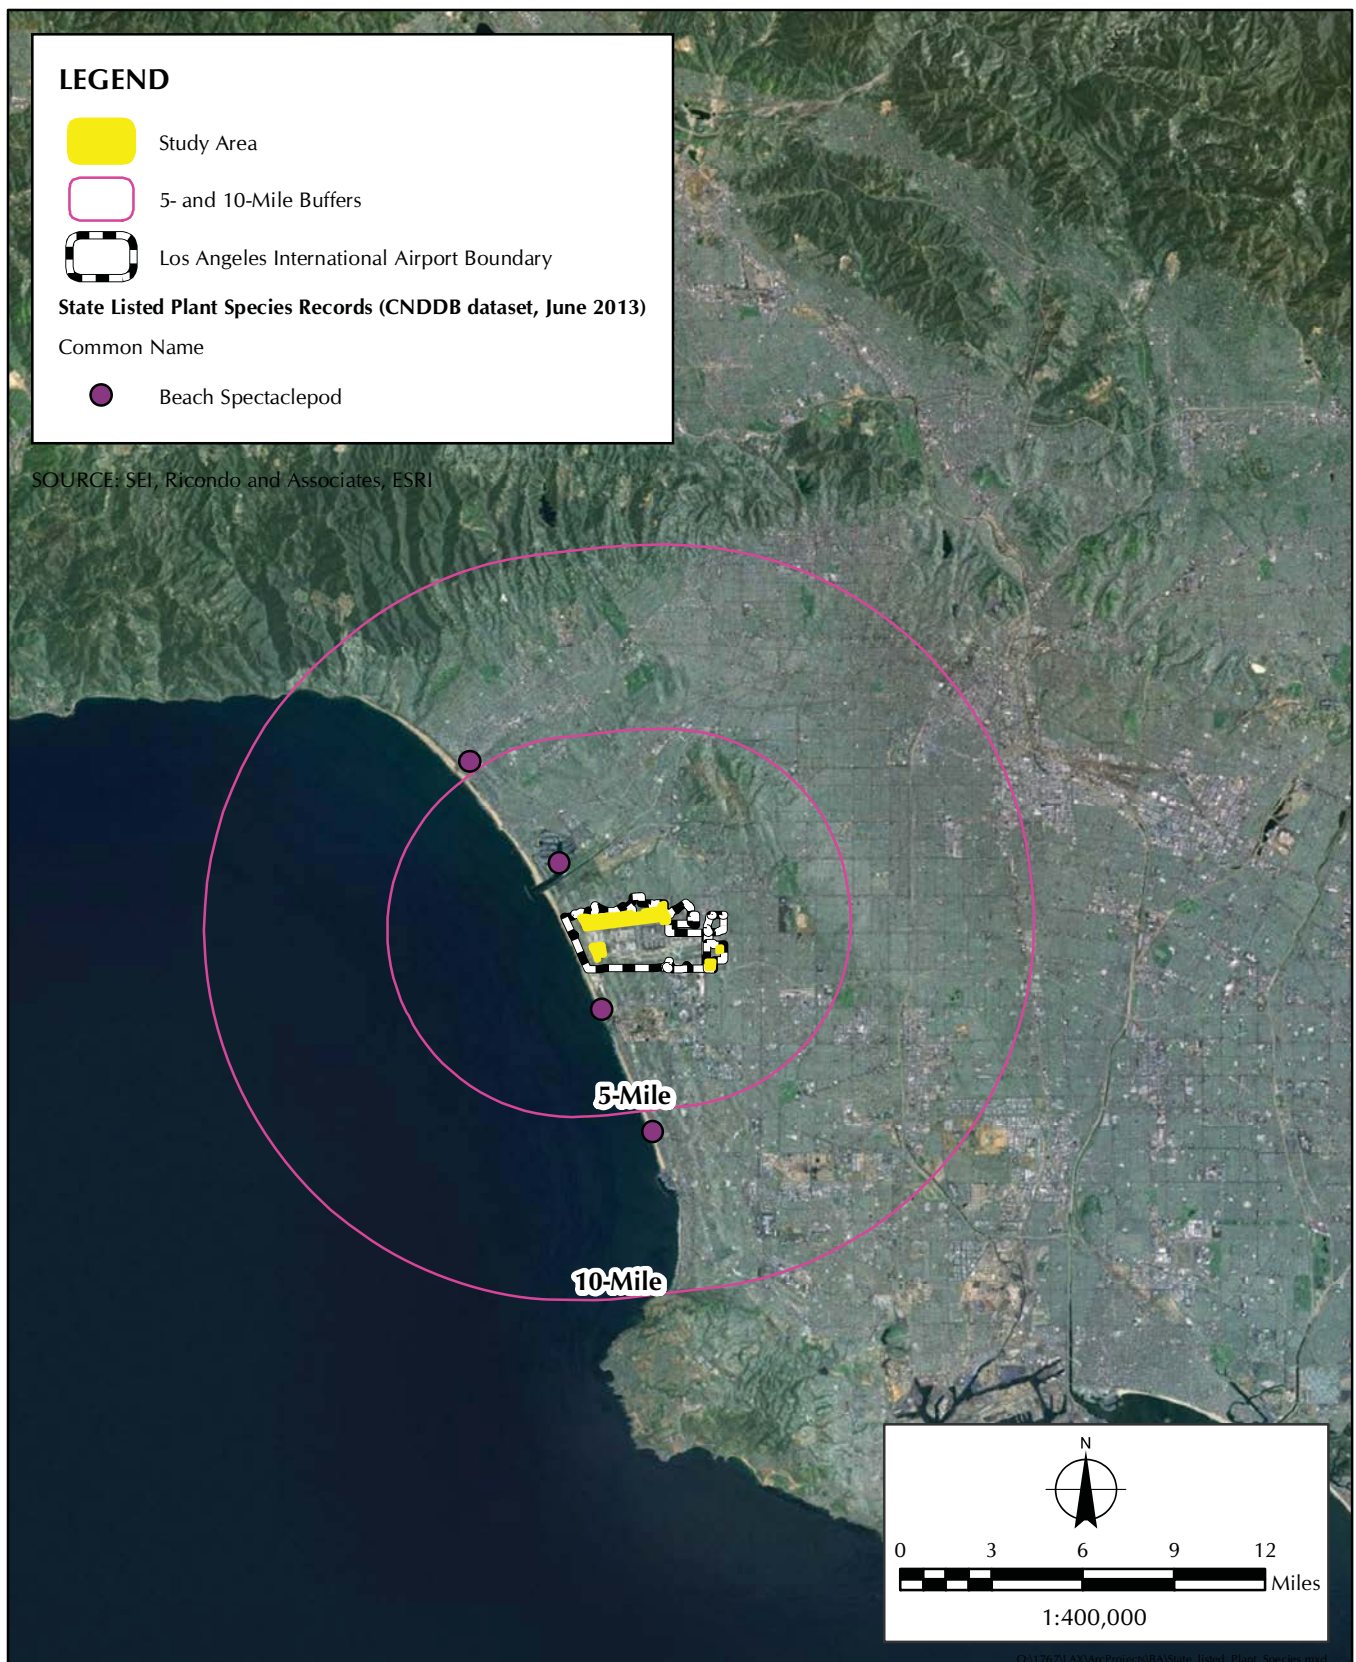 LEGEND
Study Area
5- and 10-Mile Buffers
Los Angeles International Airport Boundary
State Listed Plant Species Records (CNDDB dataset, June 2013)
Common Name
Beach Spectaclepod
SOURCE: SEI, Ricondo and Associates, ESRI
5-Mile
10-Mile
N
0 3 6 9 12
Miles
1:400,000